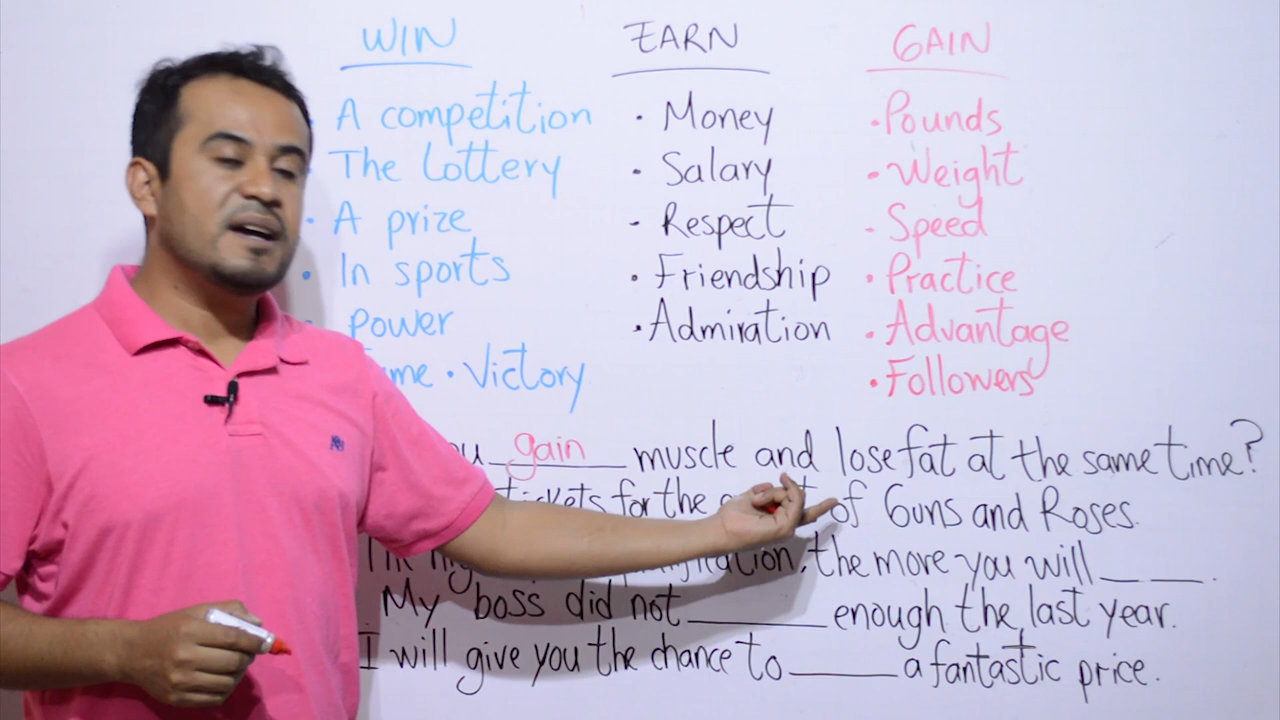 WIN
A competition
The Lottery
• A prize
• In sports
Power
• Victory
EARN
• Money
• Salary
• Respect
• Friendship
• Admiration
GAIN
• Pounds
• Weight
• Speed
• Practice
• Advantage
• Followers
gain muscle and lose fat at the same time?
tickets for the of Guns and Roses.
the more you will _ _.
My boss did not ______ enough the last year.
I will give you the chance to _____ a fantastic price.